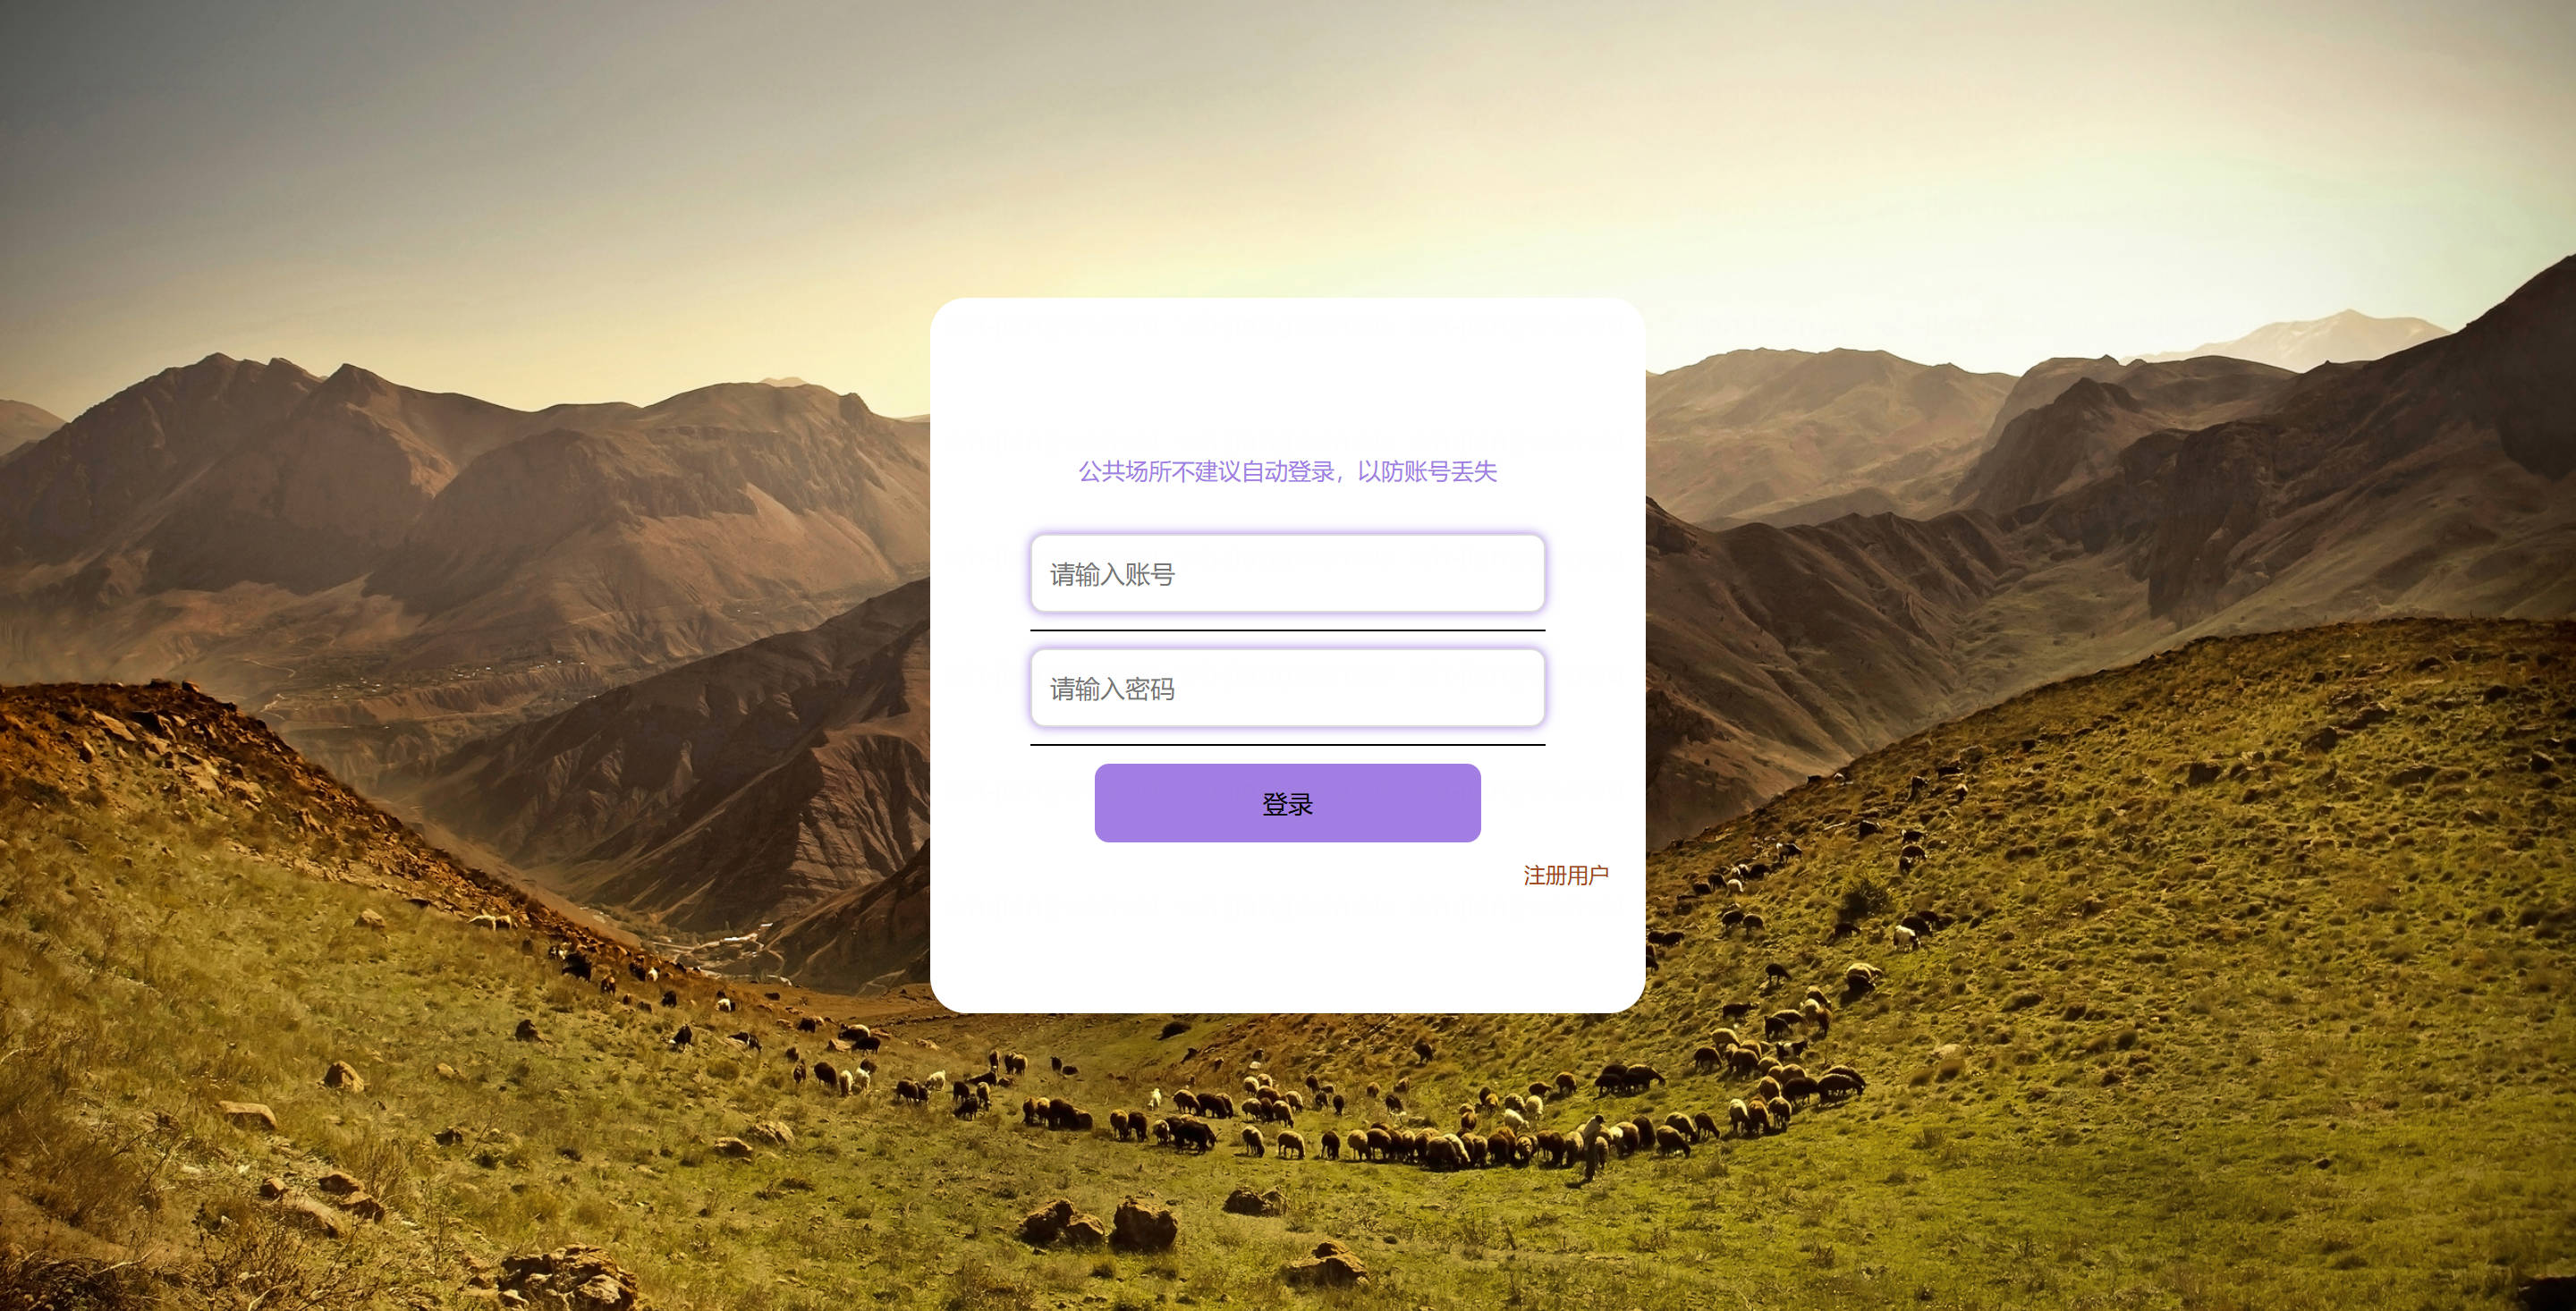 公共场所不建议自动登录，以防账号丢失
请输入账号
请输入密码
登录
注册用户